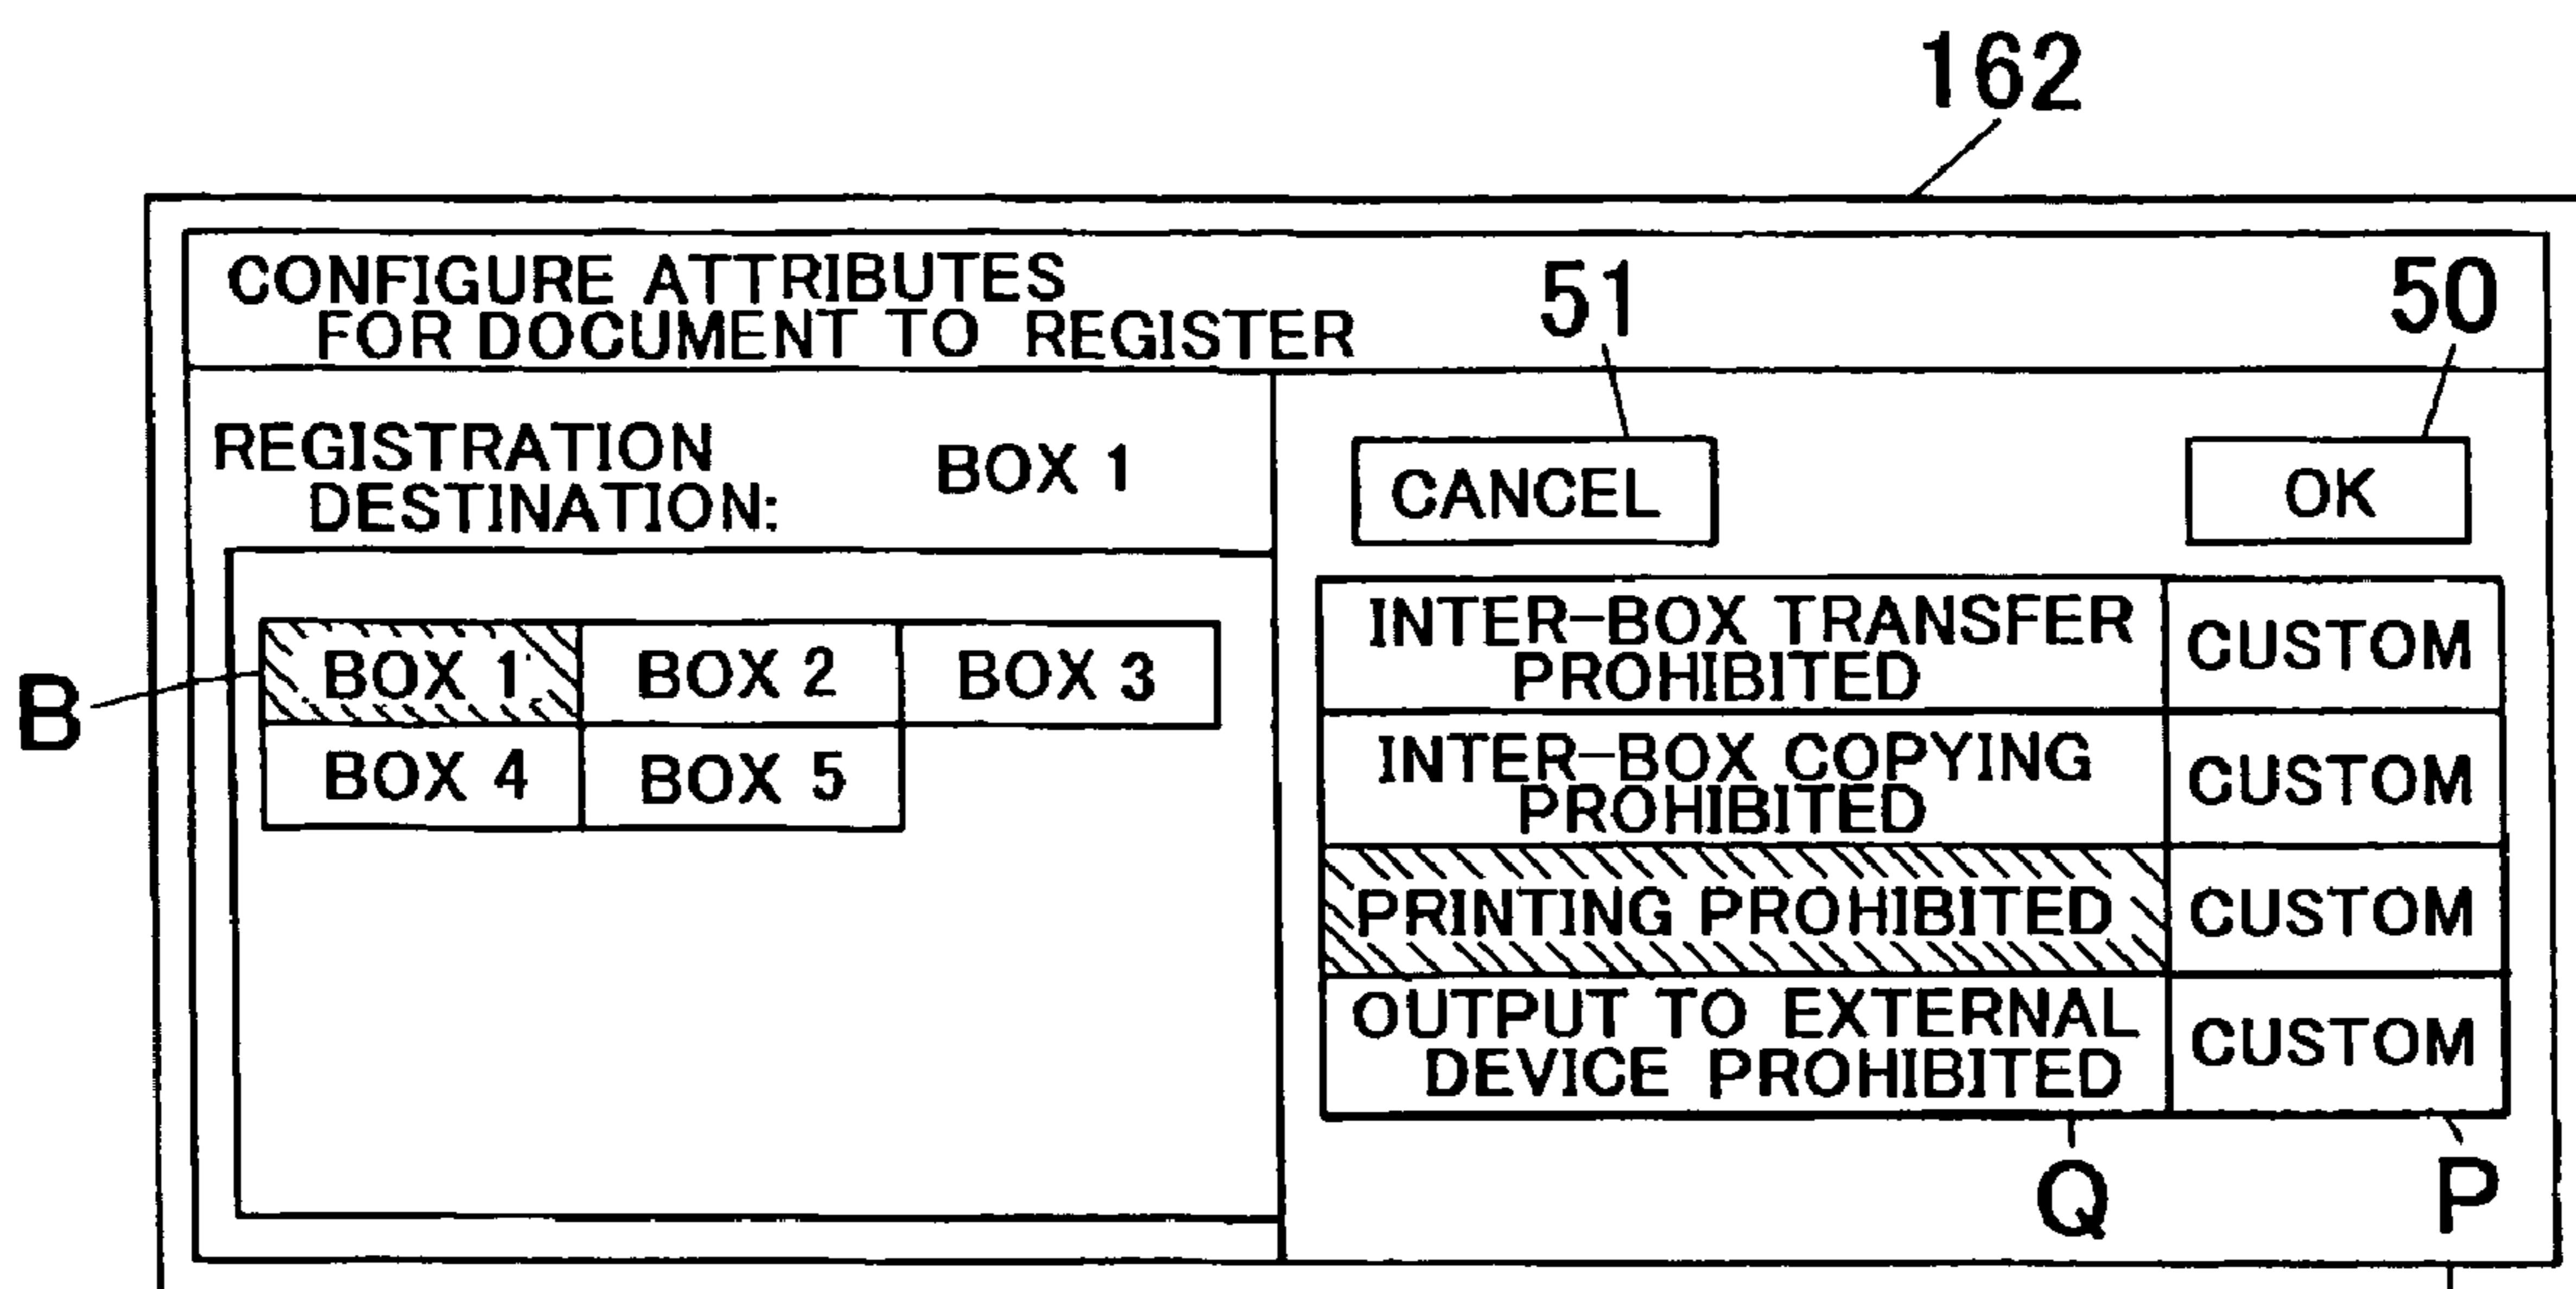 162
CONFIGURE ATTRIBUTES
FOR DOCUMENT TO REGISTER
51
50
REGISTRATION
DESTINATION:
BOX 1
CANCEL
OK
B
BOX 1
BOX 2
BOX 3
BOX 4
BOX 5
INTER-BOX TRANSFER
PROHIBITED
CUSTOM
INTER-BOX COPYING
PROHIBITED
CUSTOM
PRINTING PROHIBITED
CUSTOM
OUTPUT TO EXTERNAL
DEVICE PROHIBITED
CUSTOM
Q
P